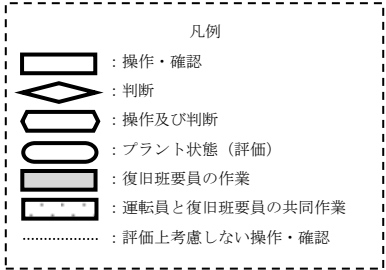 凡例
：操作・確認
：判断
：操作及び判断
：プラント状態（評価）
：復旧班要員の作業
：運転員と復旧班要員の共同作業
：評価上考慮しない操作・確認